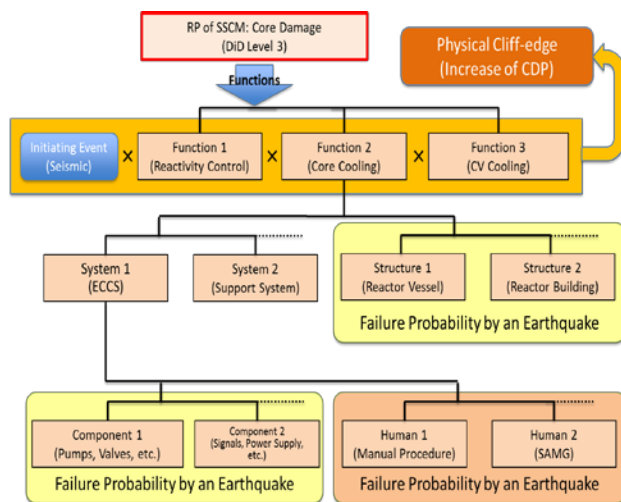 RP of SSCM: Core Damage
(DiD Level 3)
Physical Cliff-edge
(Increase of CDP)
Functions
Initiating Event
(Seismic)
×
Function 1
(Reactivity Control)
×
Function 2
(Core Cooling)
×
Function 3
(CV Cooling)
System 1
(ECCS)
System 2
(Support System)
Structure 1
(Reactor Vessel)
Structure 2
(Reactor Building)
Failure Probability by an Earthquake
Component 1
(Pumps, Valves, etc.)
Component 2
(Signals, Power Supply,
etc.)
Failure Probability by an Earthquake
Human 1
(Manual Procedure)
Human 2
(SAMG)
Failure Probability by an Earthquake